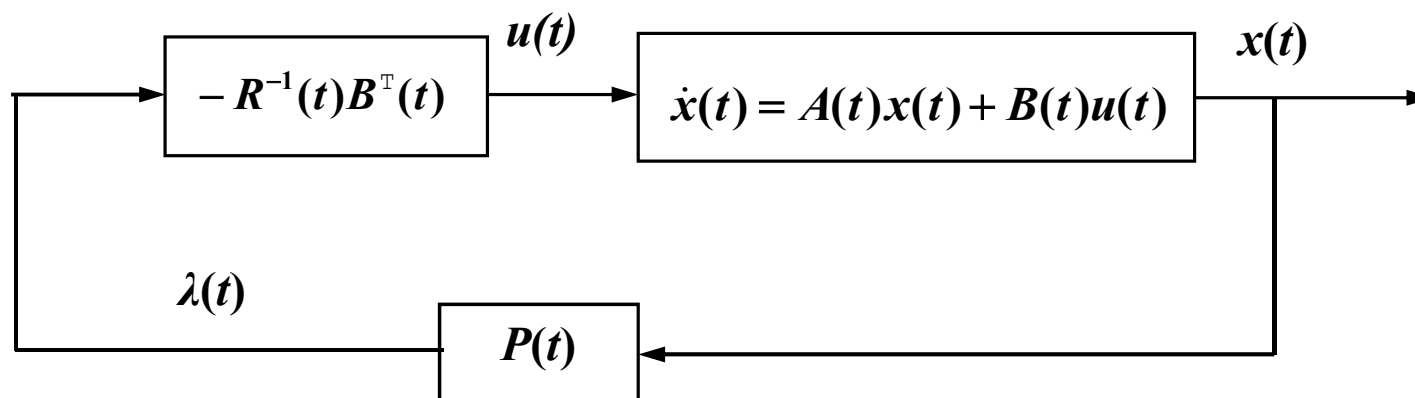 u(t)
x(t)
− R⁻¹(t)Bᵀ(t)
ẋ(t) = A(t)x(t) + B(t)u(t)
λ(t)
P(t)